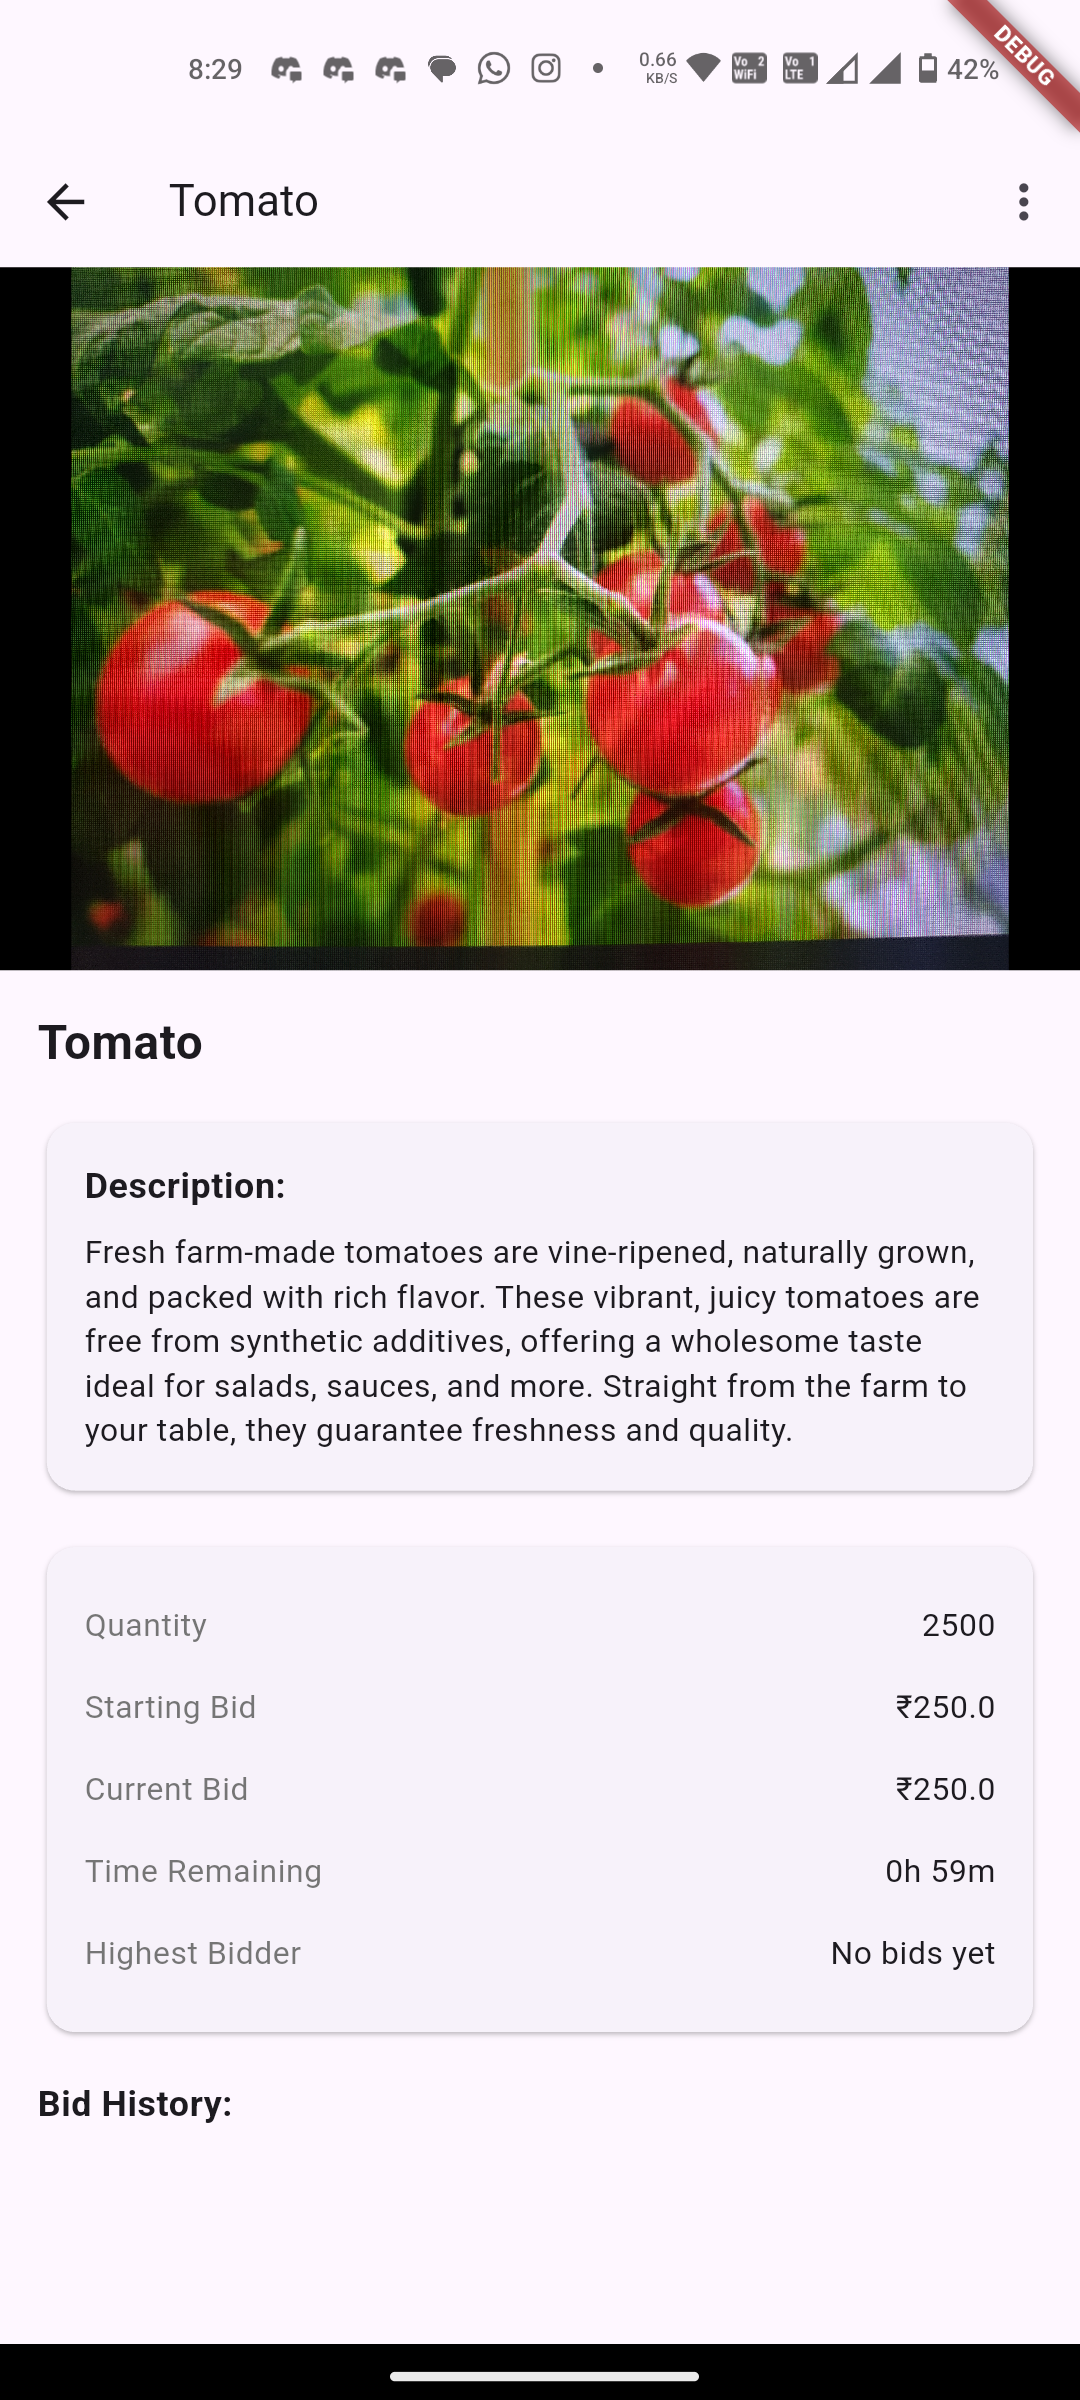 8:29
0.66
KB/S
Vo 2
WiFi
Vo 1
LTE
42%
DEBUG
Tomato
Tomato
Description:
Fresh farm-made tomatoes are vine-ripened, naturally grown,
and packed with rich flavor. These vibrant, juicy tomatoes are
free from synthetic additives, offering a wholesome taste
ideal for salads, sauces, and more. Straight from the farm to
your table, they guarantee freshness and quality.
Quantity 2500
Starting Bid ₹250.0
Current Bid ₹250.0
Time Remaining 0h 59m
Highest Bidder No bids yet
Bid History: